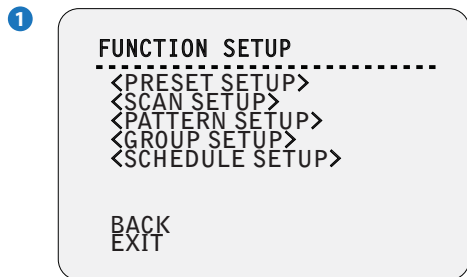 1
FUNCTION SETUP
<PRESET SETUP>
<SCAN SETUP>
<PATTERN SETUP>
<GROUP SETUP>
<SCHEDULE SETUP>
BACK
EXIT